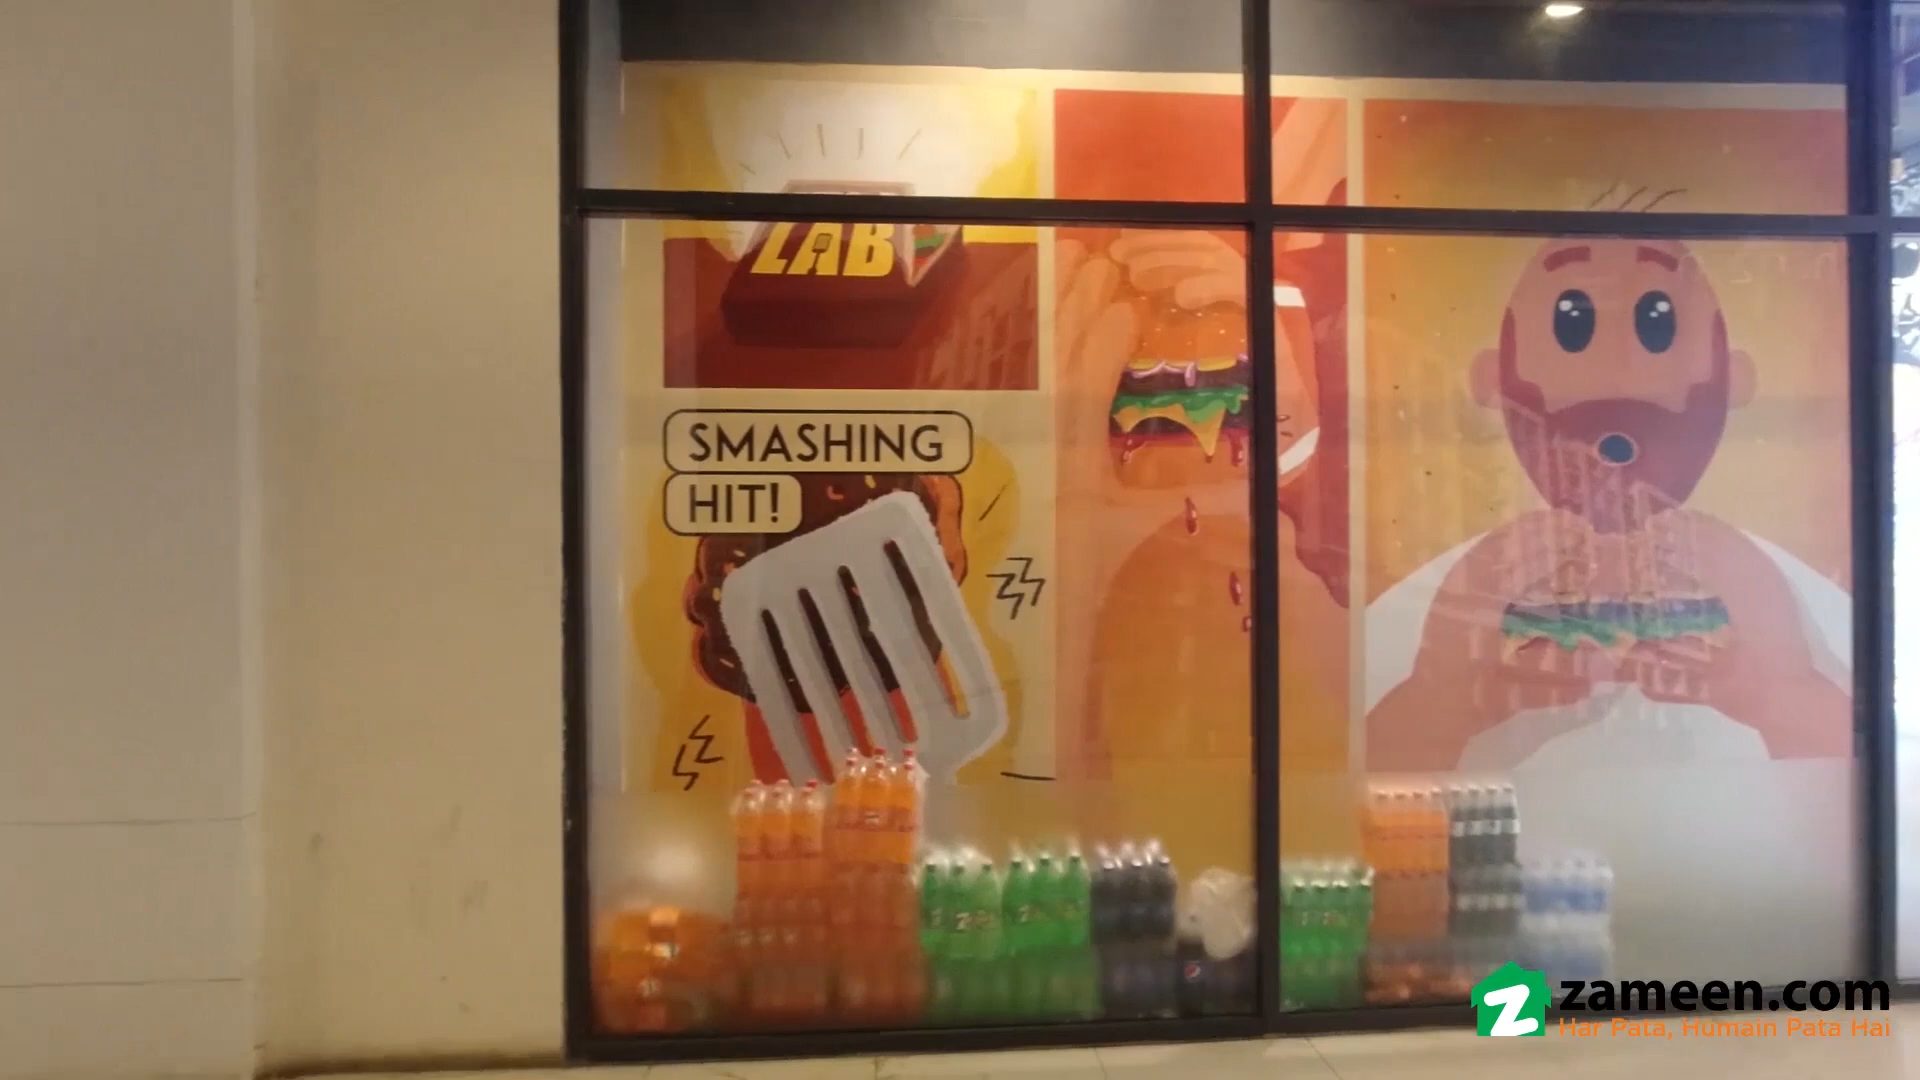 LAB
SMASHING
HIT!
zameen.com
Har Pata, Humain Pata Hai